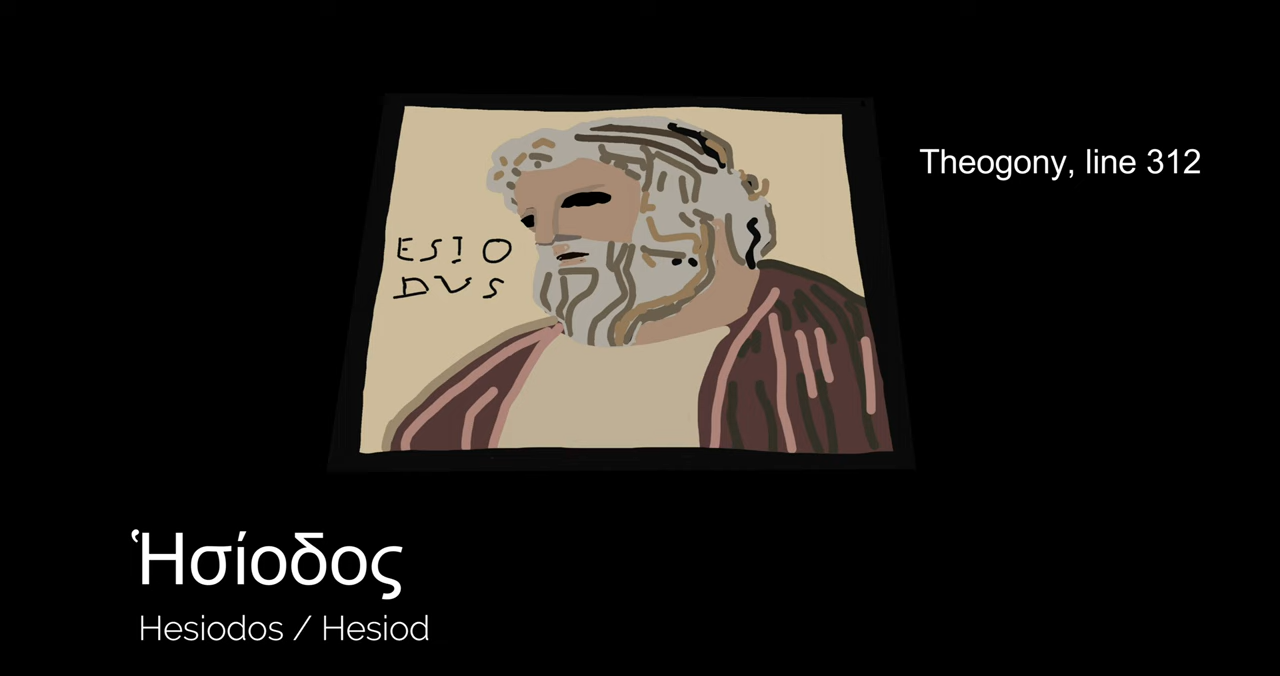 ESIO
DVS
Theogony, line 312
Ἡσίοδος
Hesiodos / Hesiod